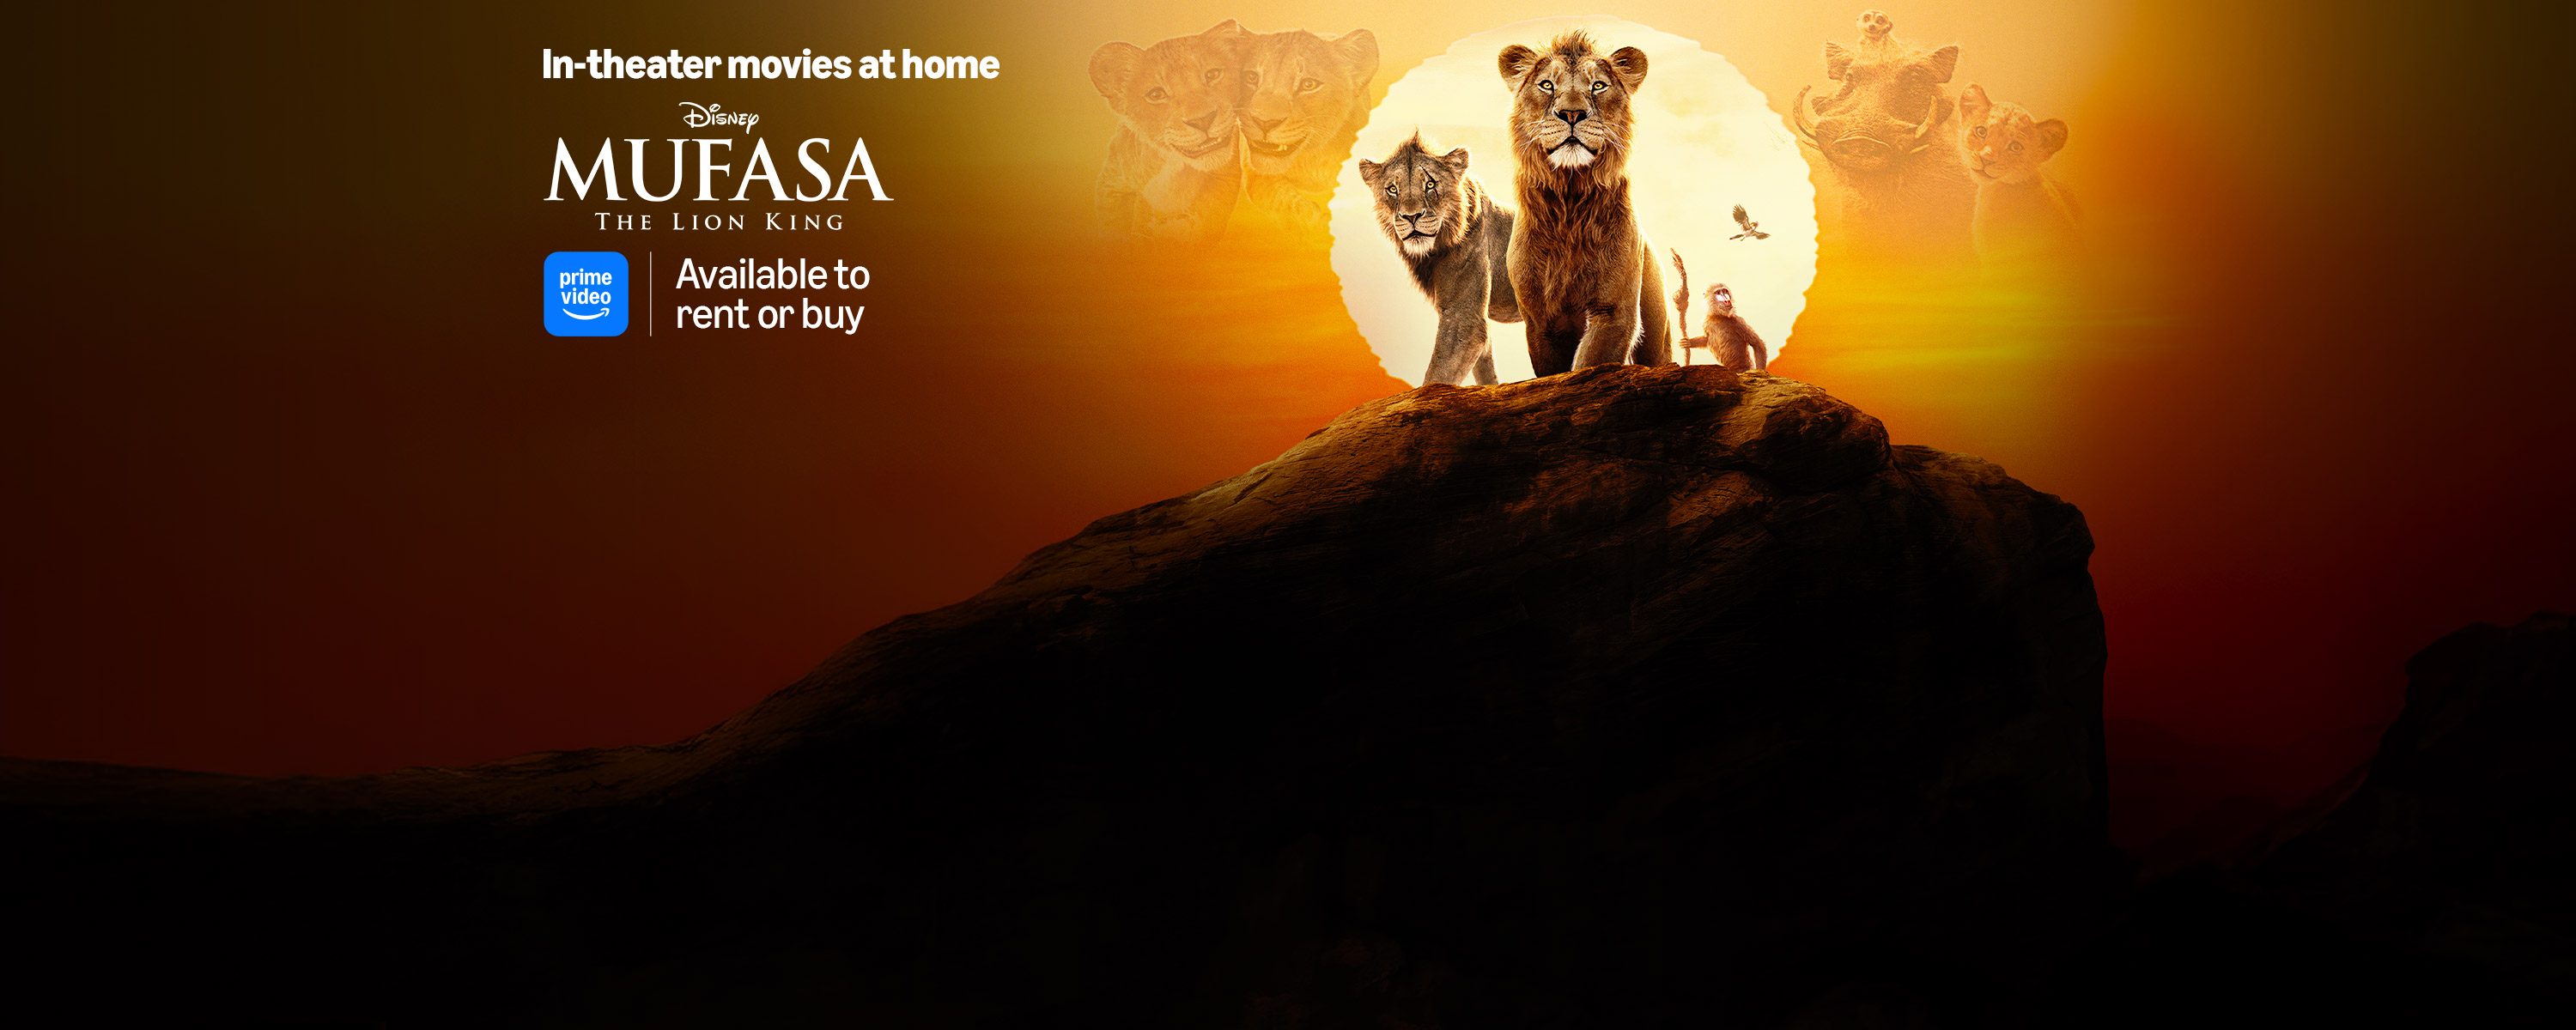 In-theater movies at home
Disney
MUFASA
THE LION KING
prime
video
Available to
rent or buy